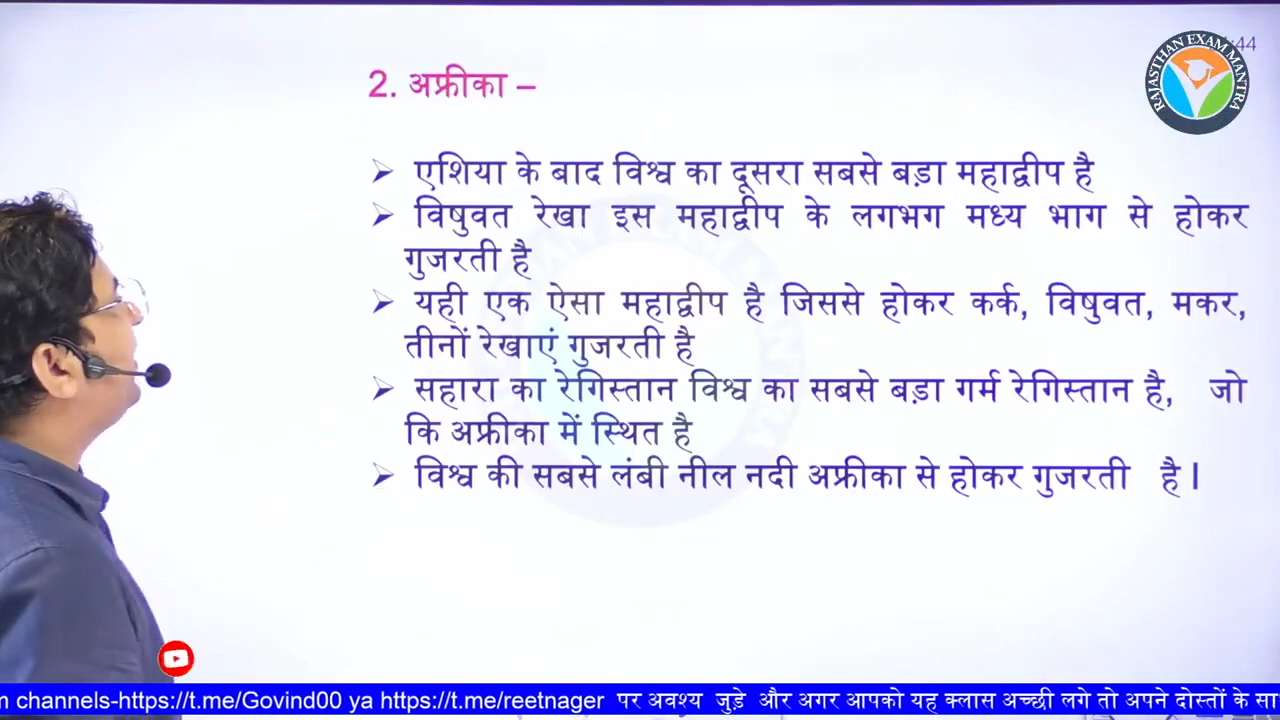 :44
RAJASTHAN EXAM MANTRA
2. अफ्रीका –
➢ एशिया के बाद विश्व का दूसरा सबसे बड़ा महाद्वीप है
➢ विषुवत रेखा इस महाद्वीप के लगभग मध्य भाग से होकर
गुजरती है
➢ यही एक ऐसा महाद्वीप है जिससे होकर कर्क, विषुवत, मकर,
तीनों रेखाएं गुजरती है
➢ सहारा का रेगिस्तान विश्व का सबसे बड़ा गर्म रेगिस्तान है, जो
कि अफ्रीका में स्थित है
➢ विश्व की सबसे लंबी नील नदी अफ्रीका से होकर गुजरती है l
channels-https://t.me/Govind00 ya https://t.me/reetnager पर अवश्य जुड़े और अगर आपको यह क्लास अच्छी लगे तो अपने दोस्तों के